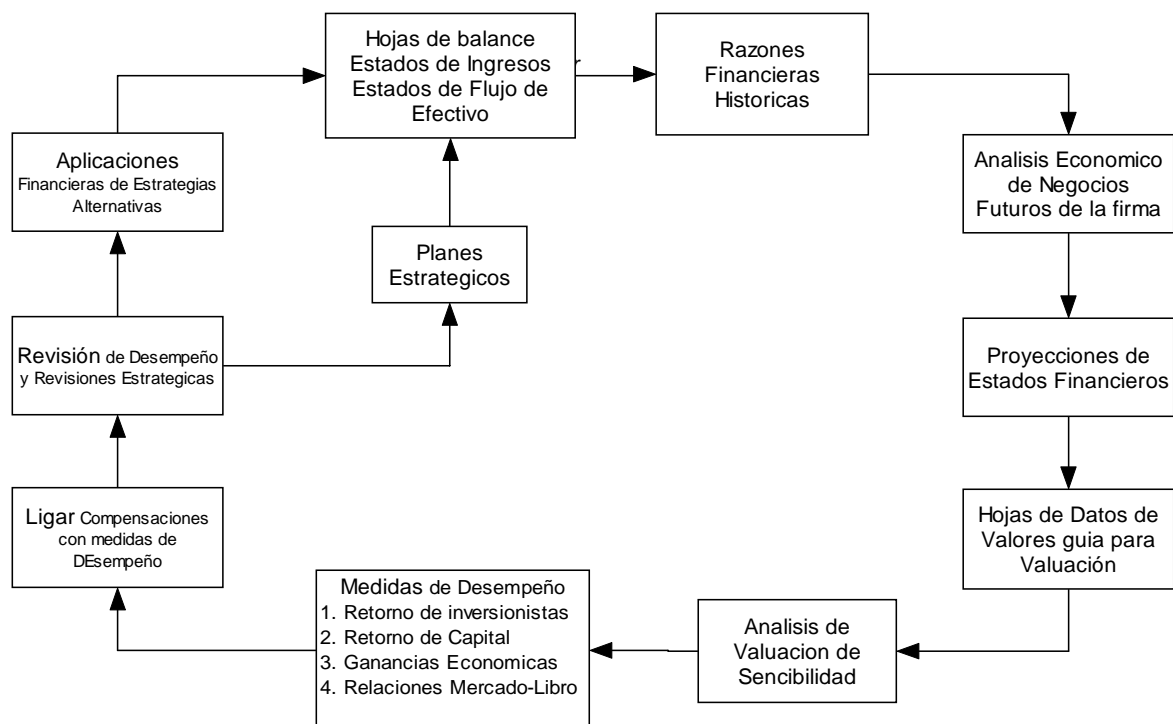 Hojas de balance
Estados de Ingresos
Estados de Flujo de
Efectivo
Razones
Financieras
Historicas
Aplicaciones
Financieras de Estrategias
Alternativas
Analisis Economico
de Negocios
Futuros de la firma
Planes
Estrategicos
Revisión de Desempeño
y Revisiones Estrategicas
Proyecciones de
Estados Financieros
Ligar Compensaciones
con medidas de
DEsempeño
Hojas de Datos de
Valores guia para
Valuación
Medidas de Desempeño
1. Retorno de inversionistas
2. Retorno de Capital
3. Ganancias Economicas
4. Relaciones Mercado-Libro
Analisis de
Valuacion de
Sencibilidad